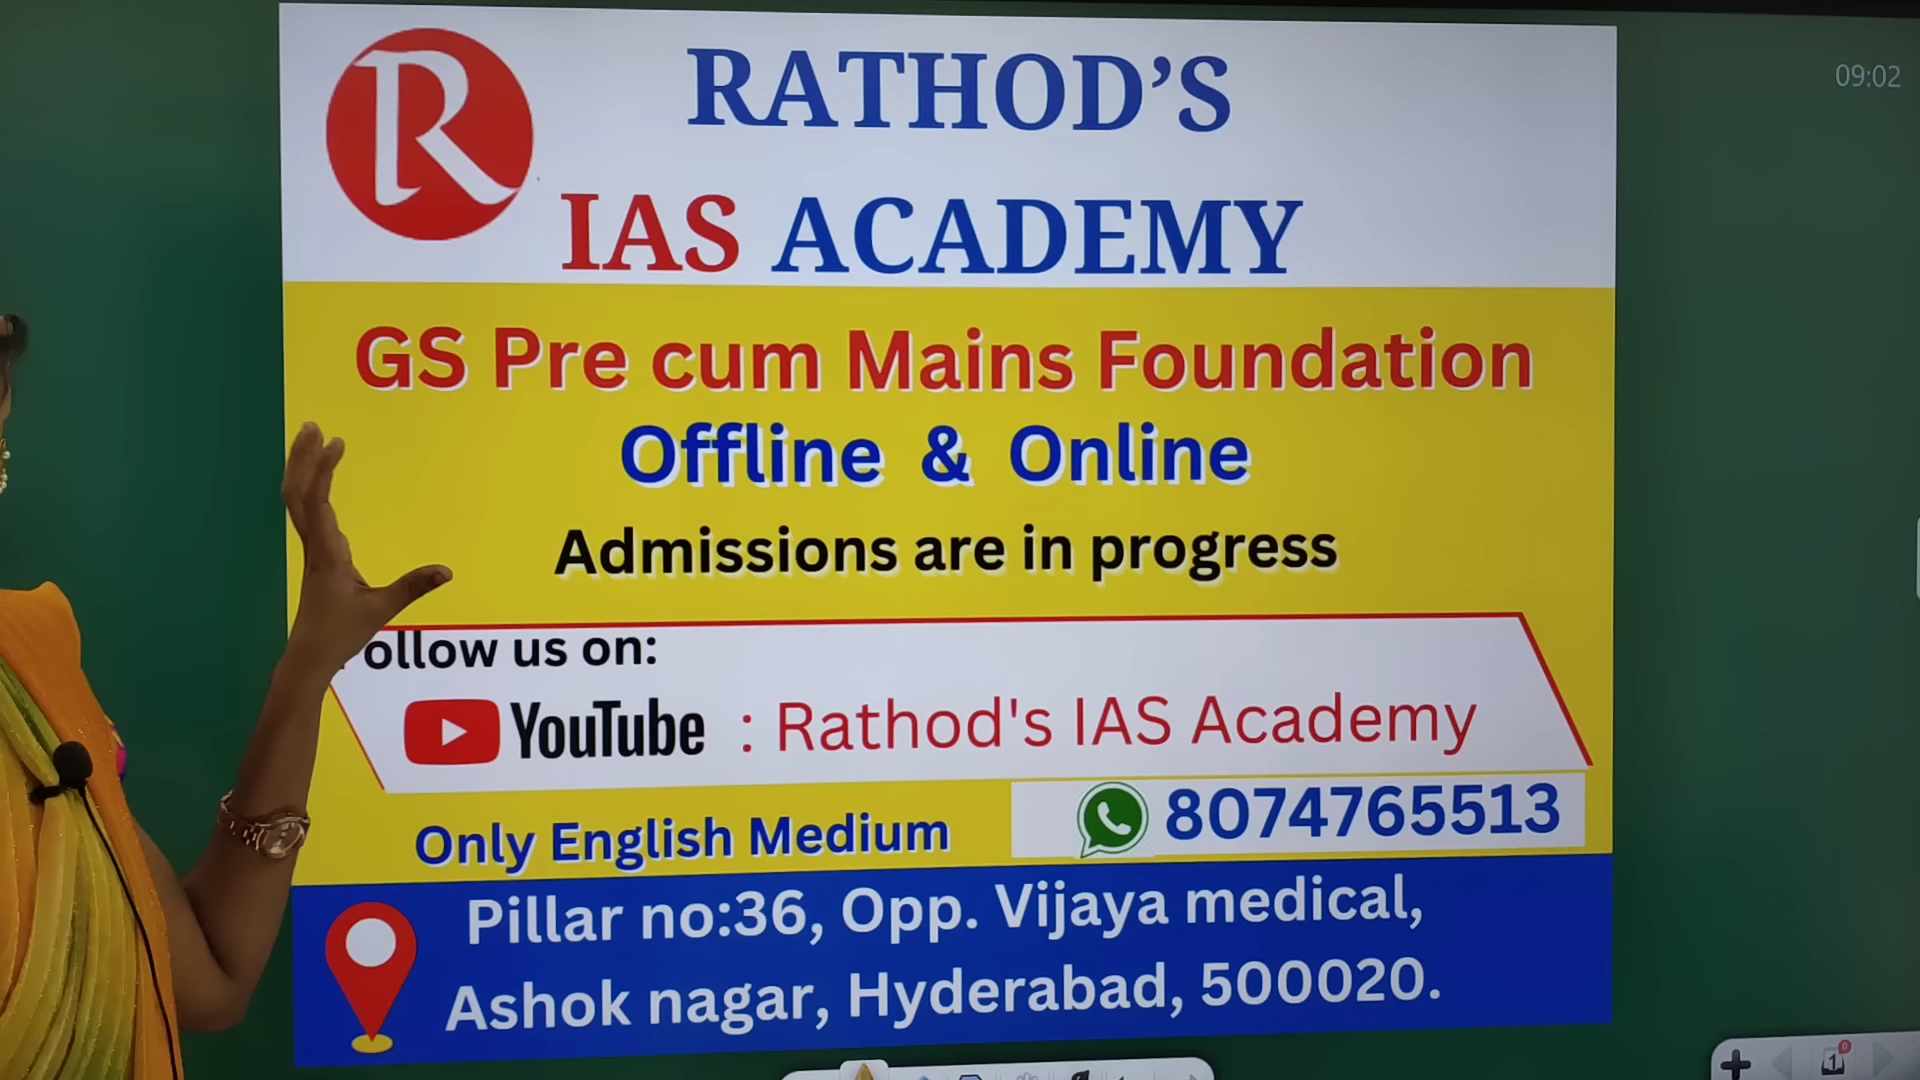 R
RATHOD’S
IAS ACADEMY
09:02
GS Pre cum Mains Foundation
Offline & Online
Admissions are in progress
ollow us on:
YouTube : Rathod's IAS Academy
Only English Medium
8074765513
Pillar no:36, Opp. Vijaya medical,
Ashok nagar, Hyderabad, 500020.
1